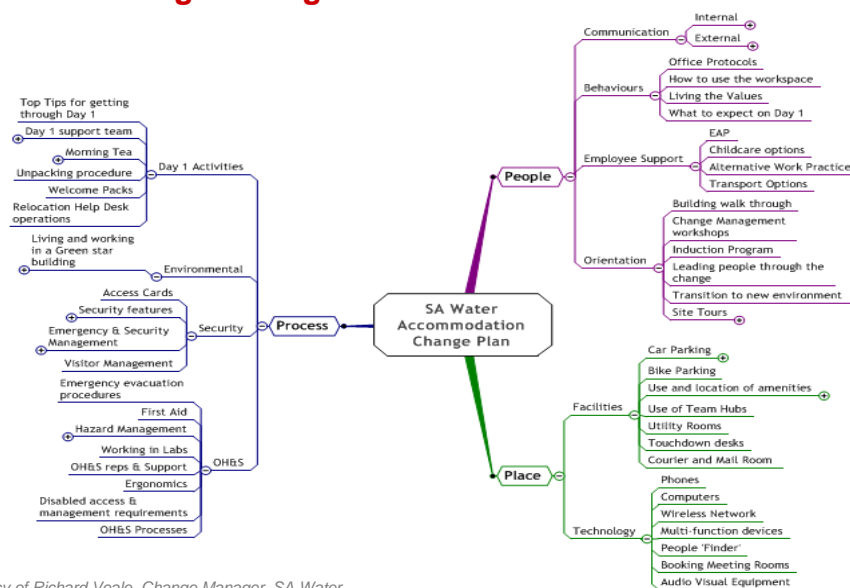 Communication
Internal
External
Behaviours
Office Protocols
How to use the workspace
Living the Values
What to expect on Day 1
Employee Support
EAP
Childcare options
Alternative Work Practice
Transport Options
Orientation
Building walk through
Change Management
workshops
Induction Program
Leading people through the
change
Transition to new environment
Site Tours
People
Top Tips for getting
through Day 1
Day 1 support team
Morning Tea
Unpacking procedure
Welcome Packs
Relocation Help Desk
operations
Day 1 Activities
Living and working
in a Green star
building
Environmental
Access Cards
Security features
Emergency & Security
Management
Visitor Management
Security
Process
Emergency evacuation
procedures
First Aid
Hazard Management
Working in Labs
OH&S reps & Support
Ergonomics
Disabled access &
management requirements
OH&S Processes
OH&S
SA Water
Accommodation
Change Plan
Place
Facilities
Car Parking
Bike Parking
Use and location of amenities
Use of Team Hubs
Utility Rooms
Touchdown desks
Courier and Mail Room
Technology
Phones
Computers
Wireless Network
Multi-function devices
People 'Finder'
Booking Meeting Rooms
Audio Visual Equipment
of Richard Veale, Change Manager, SA Water